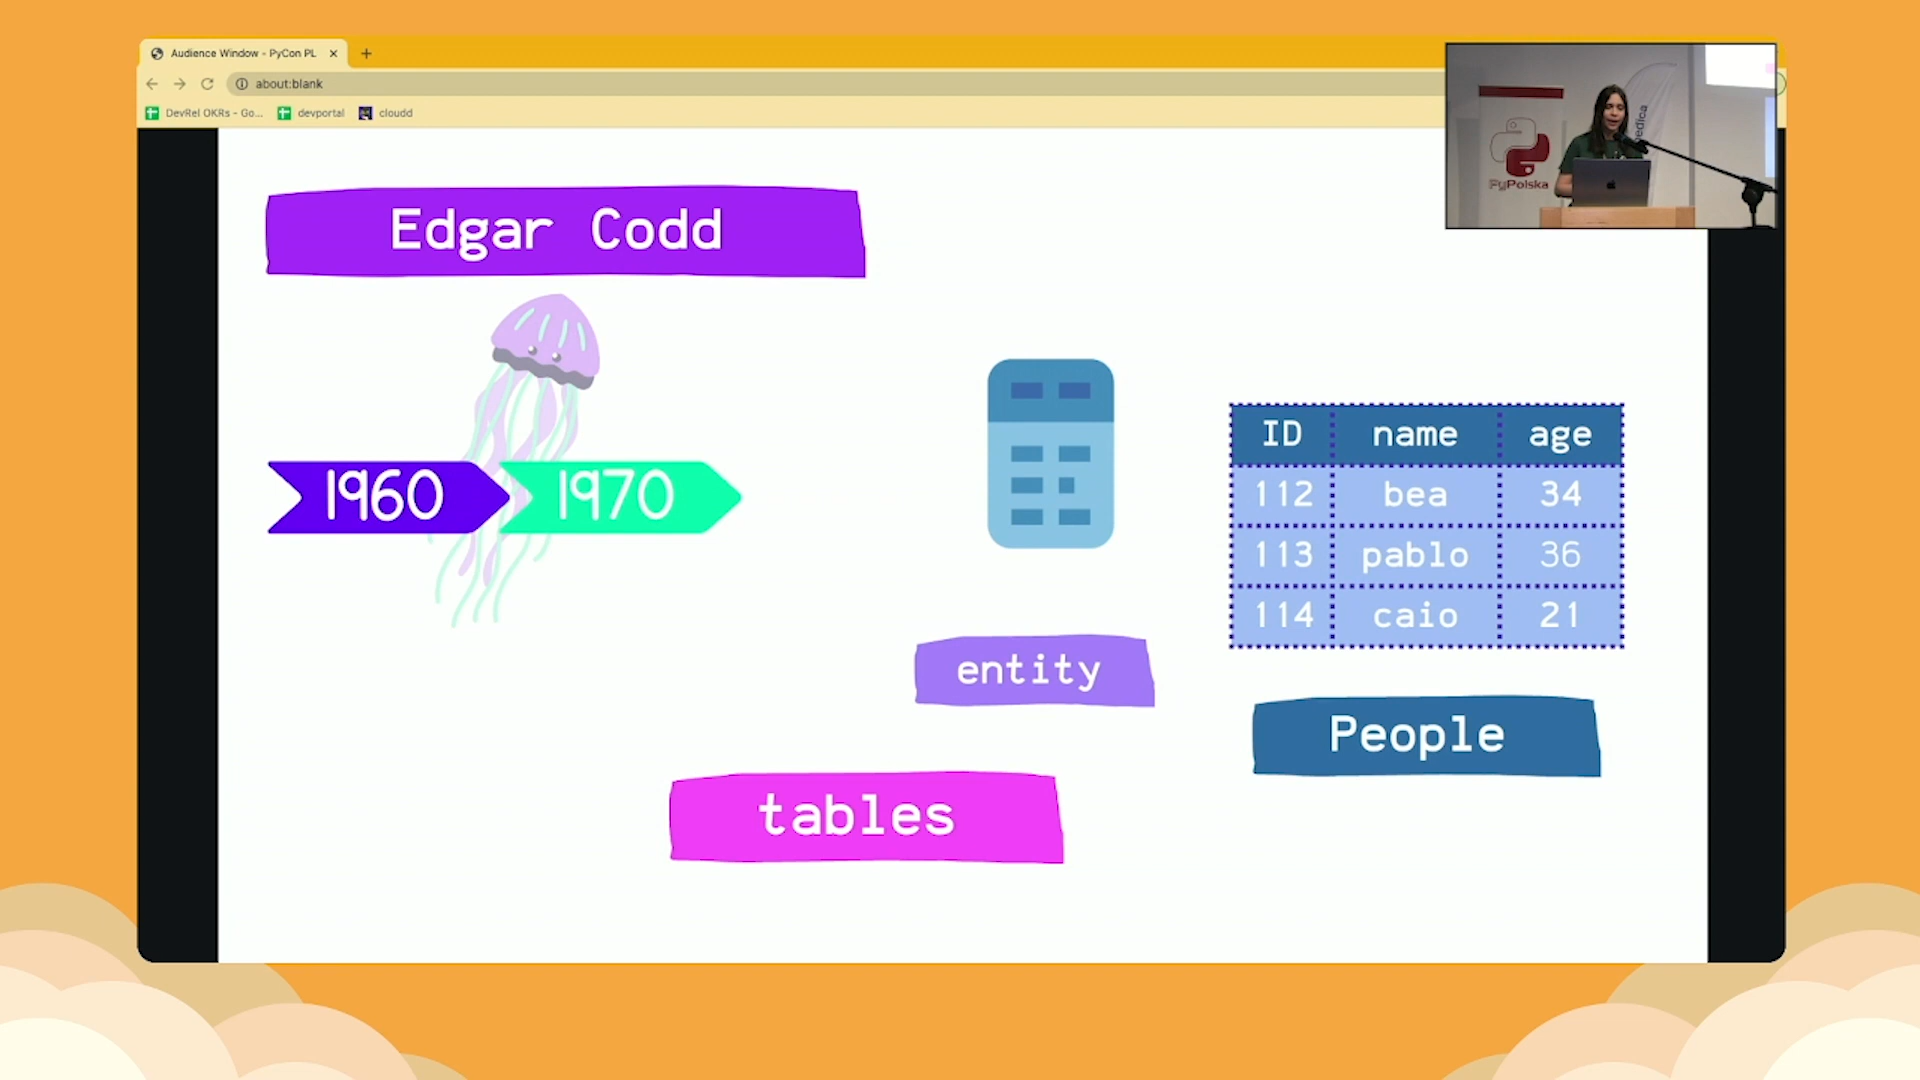 Audience Window - PyCon PL
about:blank
DevRel OKRs - Go...
devportal
cloudd
PyPolska
edica
Edgar Codd
1960
1970
ID name age
112 bea 34
113 pablo 36
114 caio 21
entity
People
tables